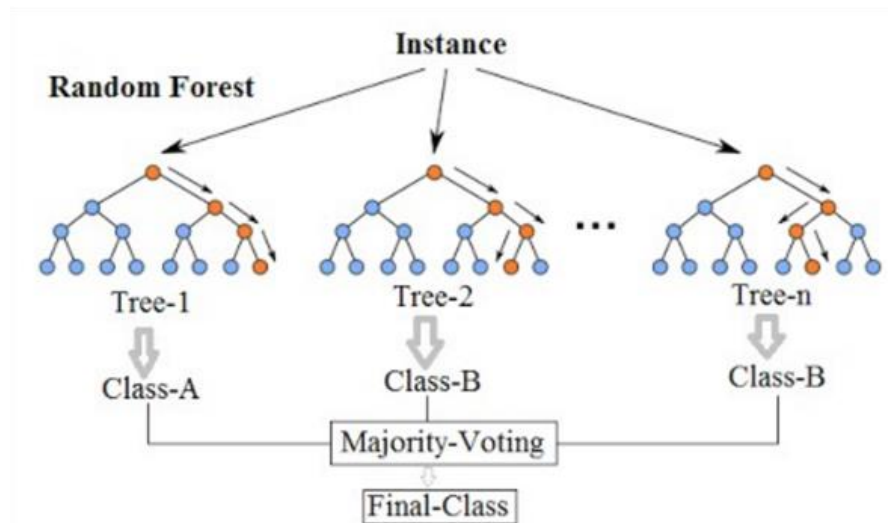 Instance
Random Forest
...
Tree-1
Tree-2
Tree-n
Class-A
Class-B
Class-B
Majority-Voting
Final-Class